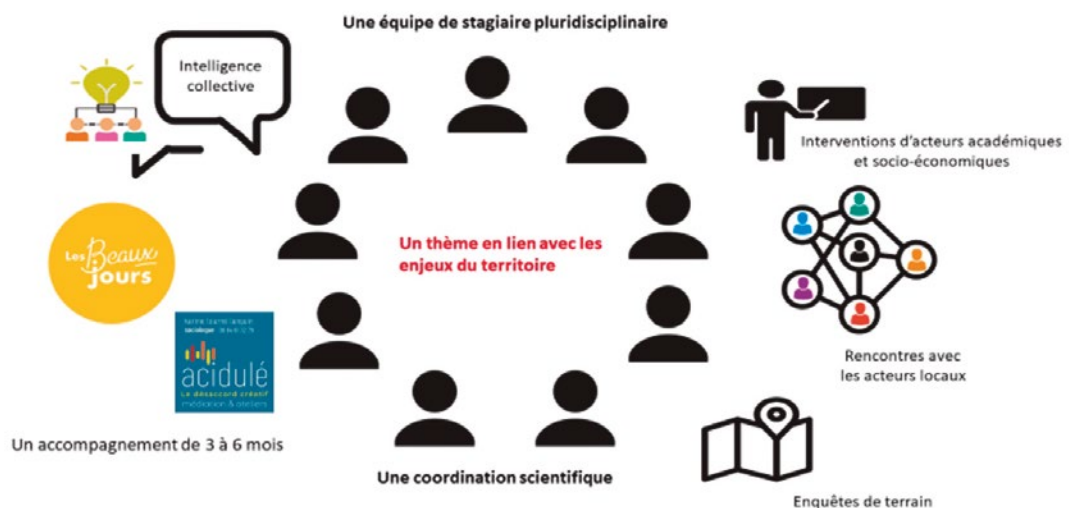 Une équipe de stagiaire pluridisciplinaire
Intelligence
collective
Interventions d'acteurs académiques
et socio-économiques
Les Beaux
jours
Un thème en lien avec les
enjeux du territoire
sociologue
acidulé
Le désaccord créatif
médiation & ateliers
Rencontres avec
les acteurs locaux
Un accompagnement de 3 à 6 mois
Une coordination scientifique
Enquêtes de terrain